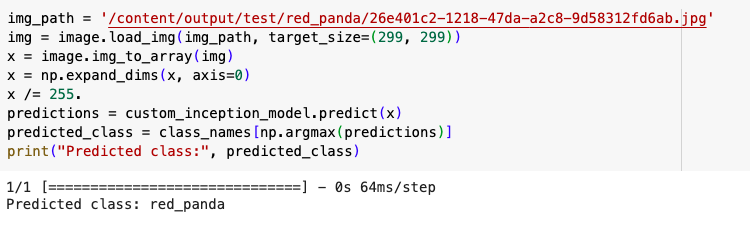 img_path = '/content/output/test/red_panda/26e401c2-1218-47da-a2c8-9d58312fd6ab.jpg'
img = image.load_img(img_path, target_size=(299, 299))
x = image.img_to_array(img)
x = np.expand_dims(x, axis=0)
x /= 255.
predictions = custom_inception_model.predict(x)
predicted_class = class_names[np.argmax(predictions)]
print("Predicted class:", predicted_class)
1/1 [==============================] - 0s 64ms/step
Predicted class: red_panda